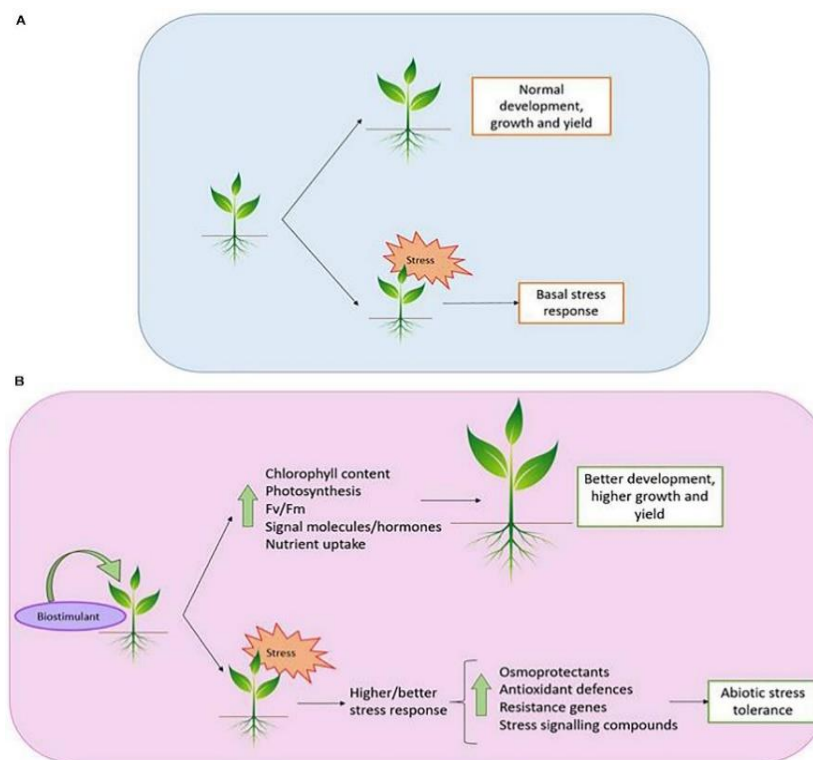 A
Normal
development,
growth and yield
Stress
Basal stress
response
B
Chlorophyll content
Photosynthesis
Fv/Fm
Signal molecules/hormones
Nutrient uptake
Better development,
higher growth and
yield
Biostimulant
Stress
Higher/better
stress response
Osmoprotectants
Antioxidant defences
Resistance genes
Stress signalling compounds
Abiotic stress
tolerance